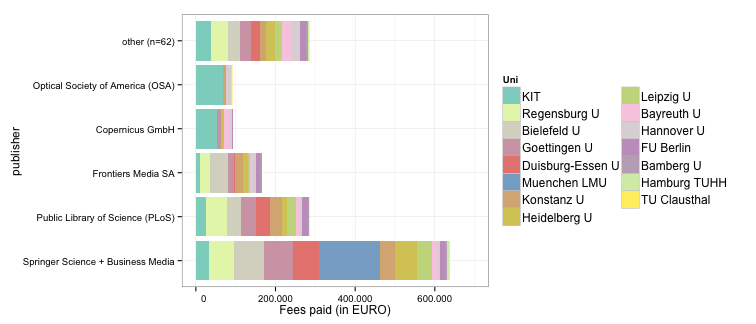 publisher
other (n=62)
Optical Society of America (OSA)
Copernicus GmbH
Frontiers Media SA
Public Library of Science (PLoS)
Springer Science + Business Media
0 200.000 400.000 600.000
Fees paid (in EURO)
Uni
KIT
Regensburg U
Bielefeld U
Goettingen U
Duisburg-Essen U
Muenchen LMU
Konstanz U
Heidelberg U
Leipzig U
Bayreuth U
Hannover U
FU Berlin
Bamberg U
Hamburg TUHH
TU Clausthal